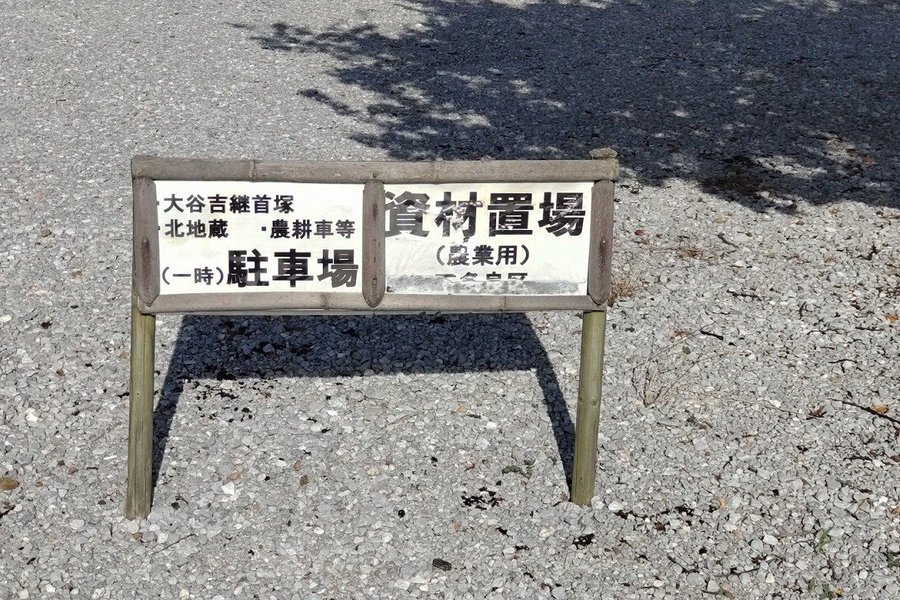 ・大谷吉継首塚
・北地蔵 ・農耕車等
(一時)駐車場
資材置場
(農業用)